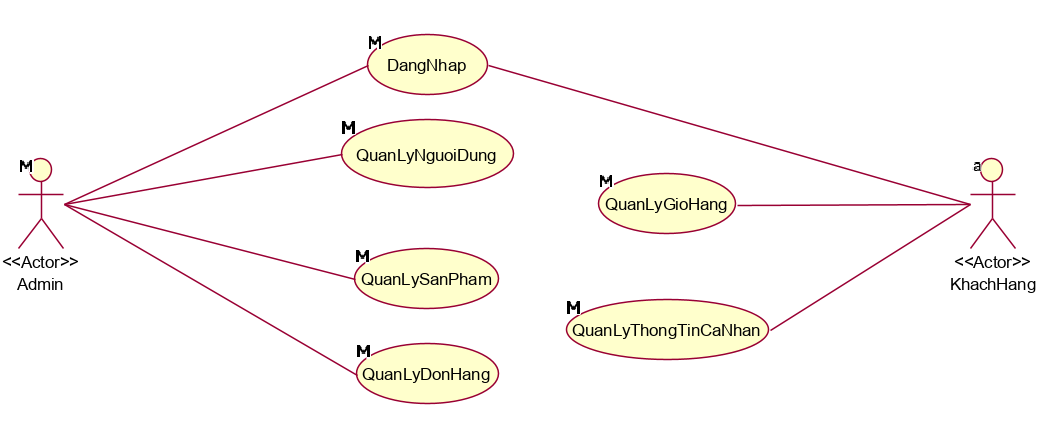 M
DangNhap
M
QuanLyNguoiDung
M
<<Actor>>
Admin
M
QuanLyGioHang
a
<<Actor>>
KhachHang
M
QuanLySanPham
M
QuanLyThongTinCaNhan
M
QuanLyDonHang